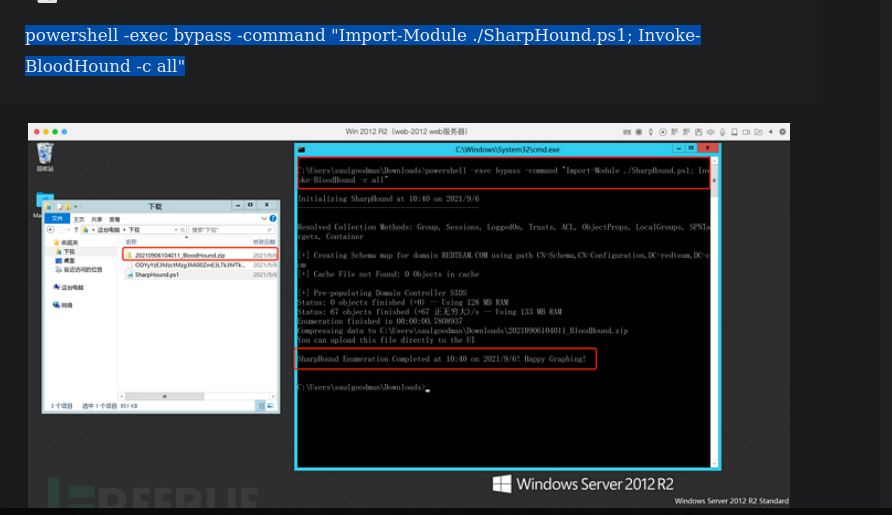 powershell -exec bypass -command "Import-Module ./SharpHound.ps1; Invoke-
BloodHound -c all"
Win 2012 R2 (web-2012 web服务器)
回收站
下载
文件 主页 共享 查看
这台电脑 ▸ 下载
搜索"下载"
收藏夹
下载
桌面
最近访问的位置
这台电脑
网络
名称 修改日期
20210906104011_BloodHound.zip 2021/9/6
2021/9/6
SharpHound.ps1 2021/9/6
3 个项目 选中 1 个项目 951 KB
C:\Windows\System32\cmd.exe
C:\Users\saulgoodman\Downloads>powershell -exec bypass -command "Import-Module ./SharpHound.ps1; Inv
oke-BloodHound -c all"
Initializing SharpHound at 10:40 on 2021/9/6
Resolved Collection Methods: Group, Sessions, LoggedOn, Trusts, ACL, ObjectProps, LocalGroups, SPNTa
rgets, Container
[+] Creating Schema map for domain REDTEAM.COM using path CN=Schema,CN=Configuration,DC=redteam,DC=c
om
[+] Cache File not Found: 0 Objects in cache
[+] Pre-populating Domain Controller SIDS
Status: 0 objects finished (+0) -- Using 128 MB RAM
Status: 67 objects finished (+67 正无穷大)/s -- Using 133 MB RAM
Enumeration finished in 00:00:00.7808937
Compressing data to C:\Users\saulgoodman\Downloads\20210906104011_BloodHound.zip
You can upload this file directly to the UI
SharpHound Enumeration Completed at 10:40 on 2021/9/6! Happy Graphing!
C:\Users\saulgoodman\Downloads>
Windows Server 2012 R2
Windows Server 2012 R2 Standard